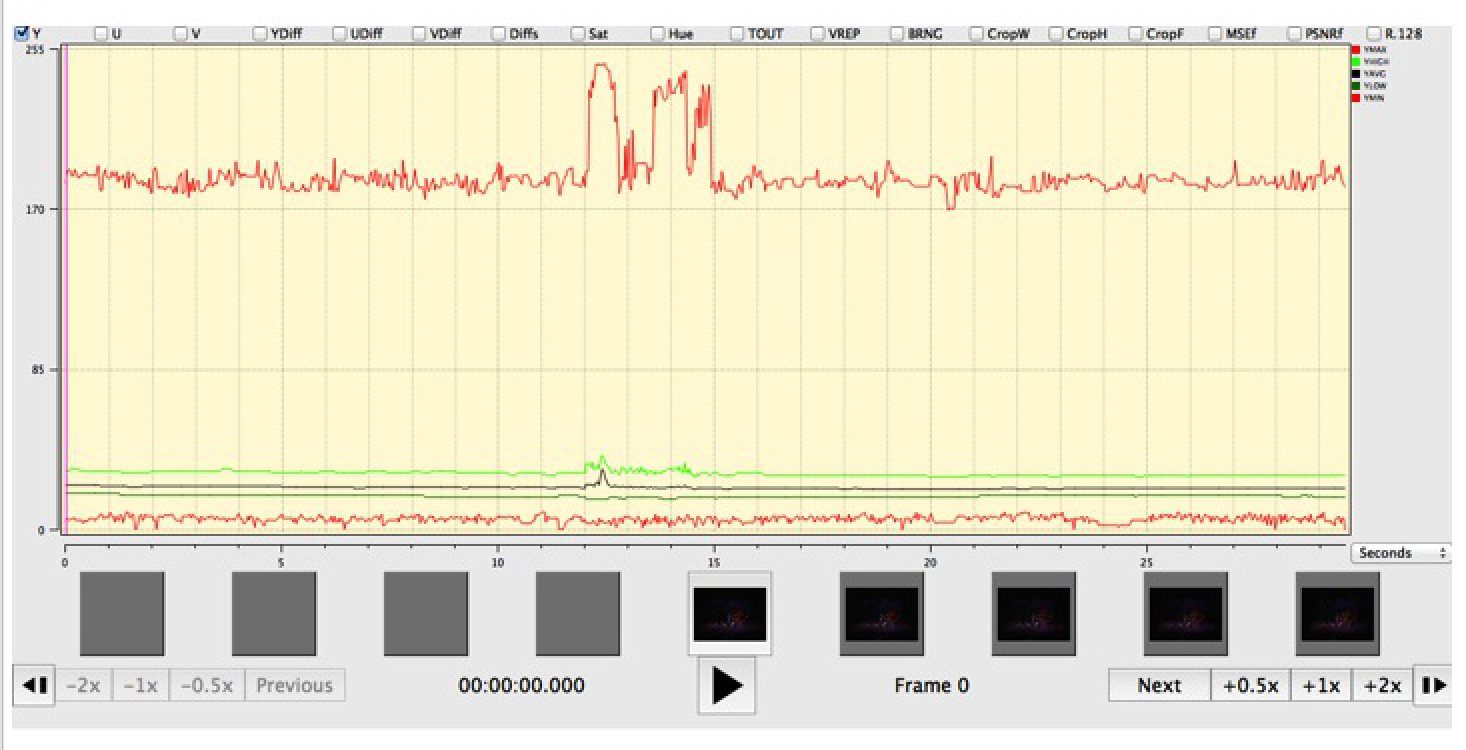 Y U V YDiff UDiff VDiff Diffs Sat Hue TOUT VREP BRNG CropW CropH CropF MSEf PSNRf R.128
255
YMAX
YHIGH
YAVG
YLOW
YMIN
170
85
0
0 5 10 15 20 25
Seconds
-2x -1x -0.5x Previous 00:00:00.000 Frame 0 Next +0.5x +1x +2x